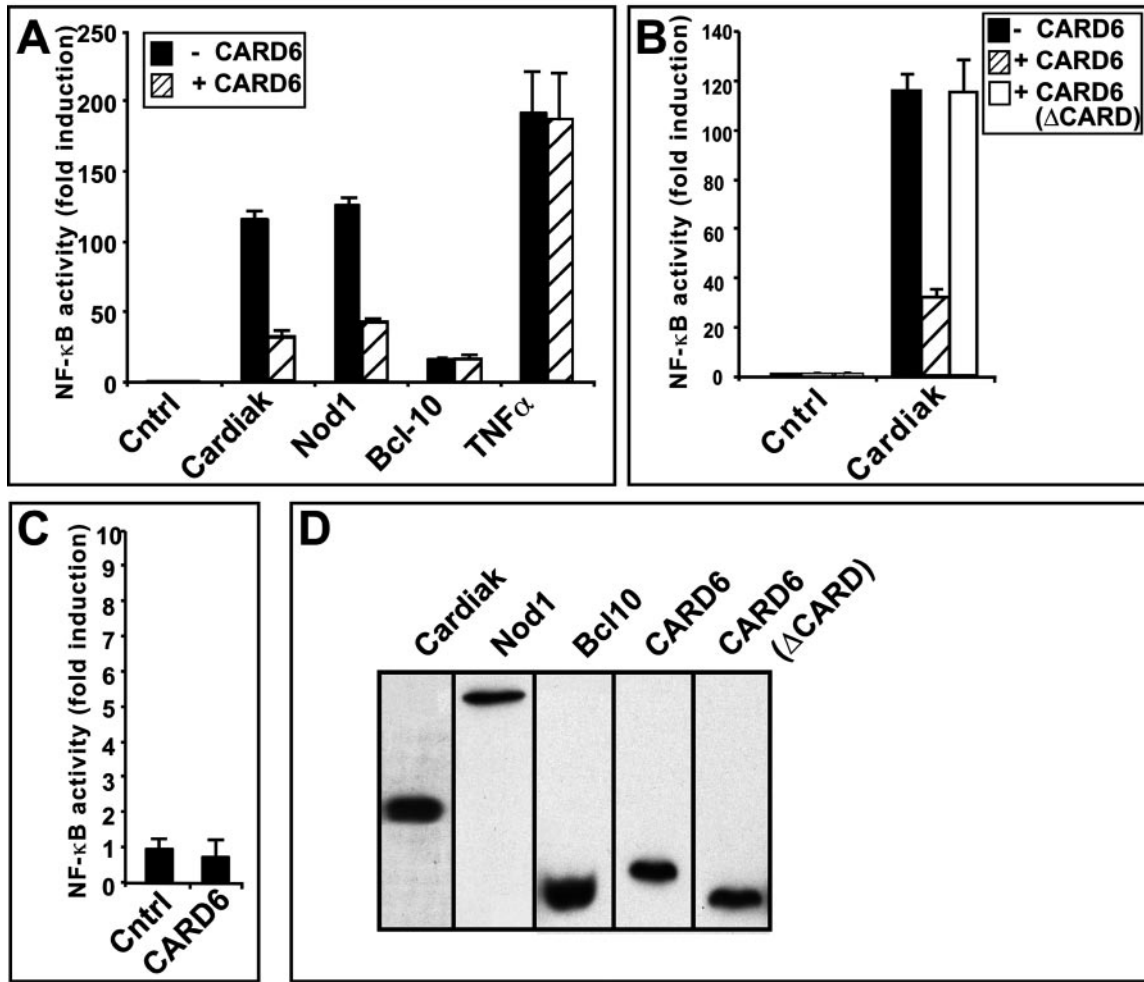 A
NF-κB activity (fold induction)
250
200
150
100
50
0
- CARD6
+ CARD6
Cntrl
Cardiak
Nod1
Bcl-10
TNFα
B
NF-κB activity (fold induction)
140
120
100
80
60
40
20
0
- CARD6
+ CARD6
+ CARD6
(ΔCARD)
Cntrl
Cardiak
C
NF-κB activity (fold induction)
10
9
8
7
6
5
4
3
2
1
0
Cntrl
CARD6
D
Cardiak
Nod1
Bcl10
CARD6
CARD6
(ΔCARD)